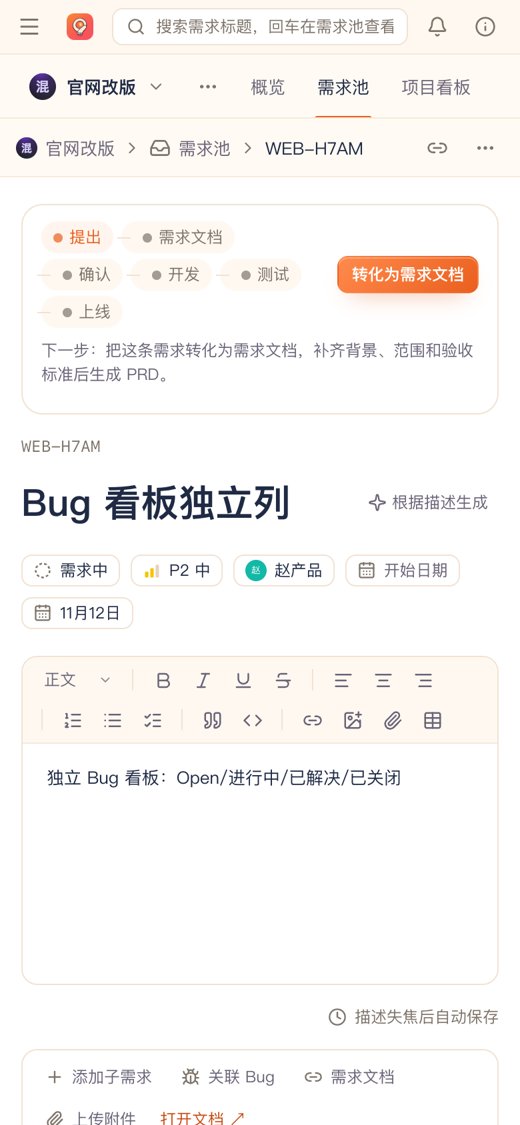 搜索需求标题，回车在需求池查看
混 官网改版 概览 需求池 项目看板
混 官网改版 需求池 WEB-H7AM
提出 需求文档
确认 开发 测试
上线
转化为需求文档
下一步：把这条需求转化为需求文档，补齐背景、范围和验收
标准后生成 PRD。
WEB-H7AM
Bug 看板独立列
根据描述生成
需求中 P2 中 赵 赵产品 开始日期
11月12日
正文
独立 Bug 看板：Open/进行中/已解决/已关闭
描述失焦后自动保存
添加子需求 关联 Bug 需求文档
上传附件 打开文档